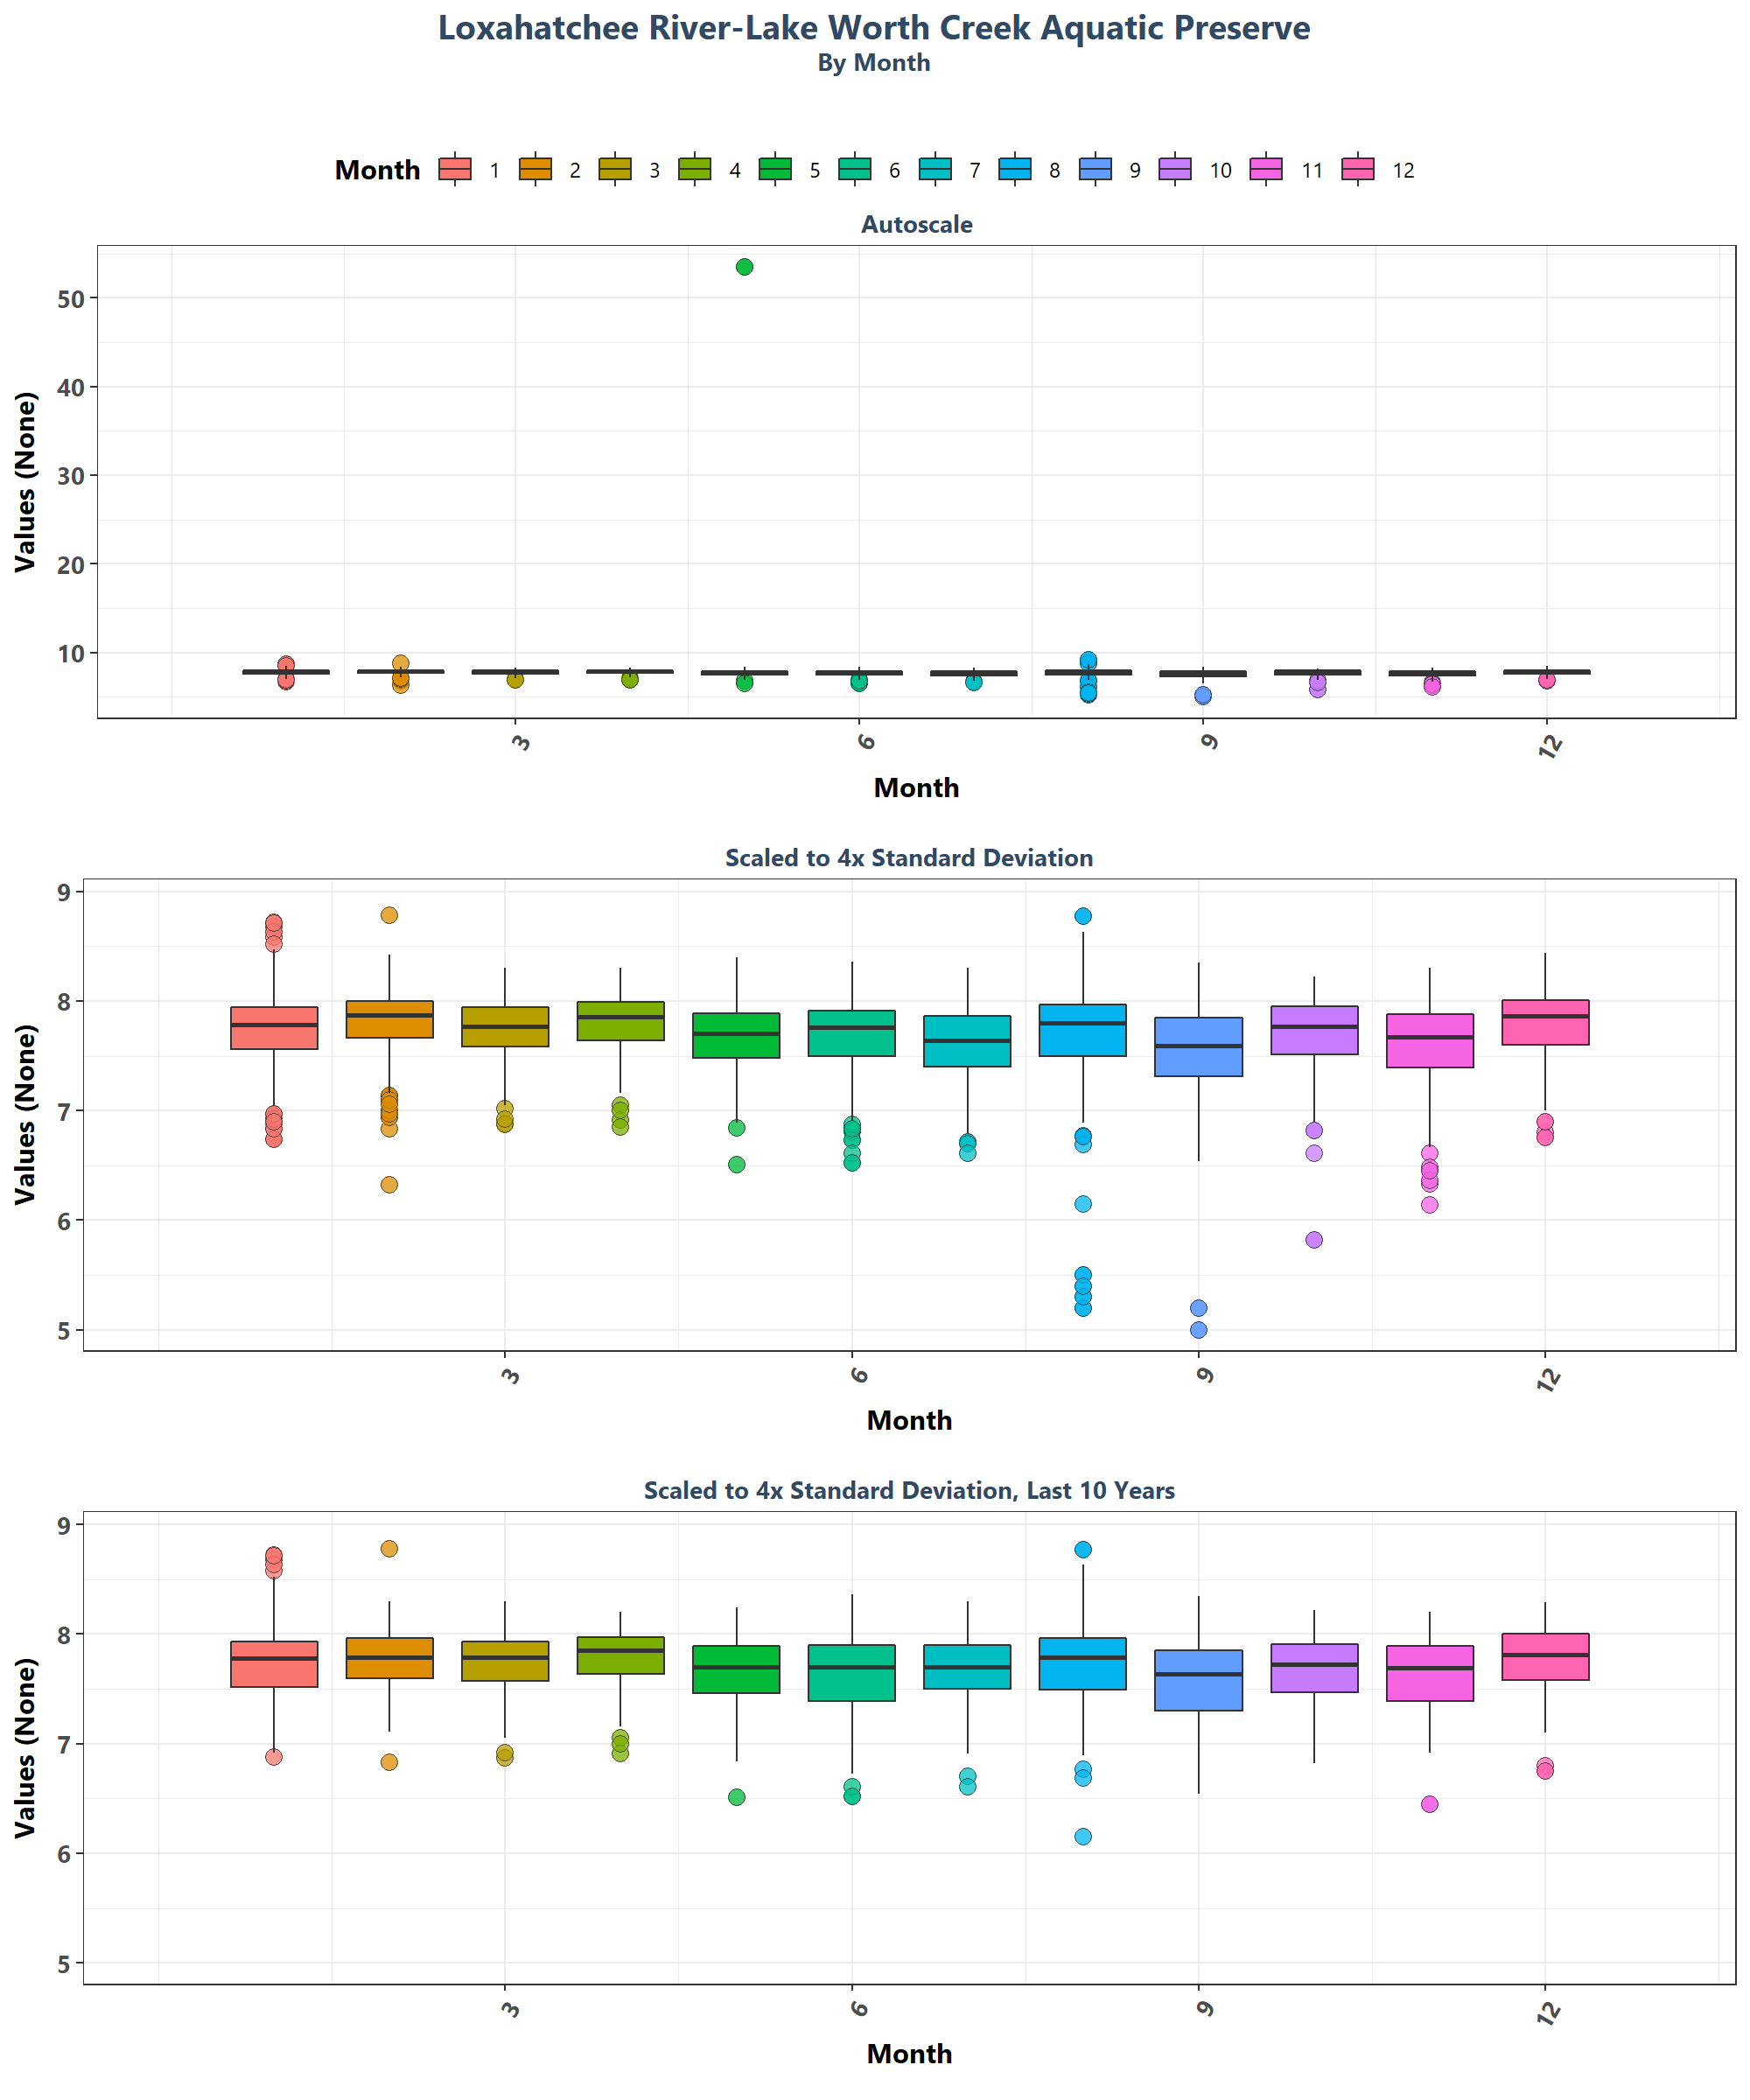 Loxahatchee River-Lake Worth Creek Aquatic Preserve
By Month
Month 1 2 3 4 5 6 7 8 9 10 11 12
Autoscale
Values (None)
50
40
30
20
10
3 6 9 12
Month
Scaled to 4x Standard Deviation
Values (None)
9
8
7
6
5
3 6 9 12
Month
Scaled to 4x Standard Deviation, Last 10 Years
Values (None)
9
8
7
6
5
3 6 9 12
Month